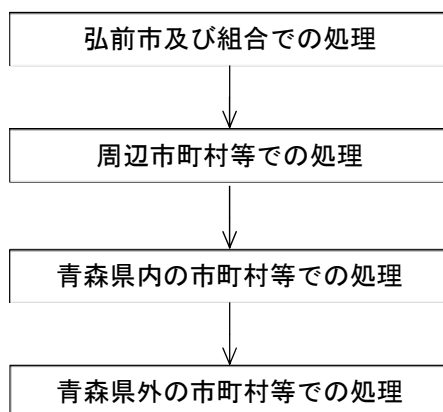 弘前市及び組合での処理
周辺市町村等での処理
青森県内の市町村等での処理
青森県外の市町村等での処理